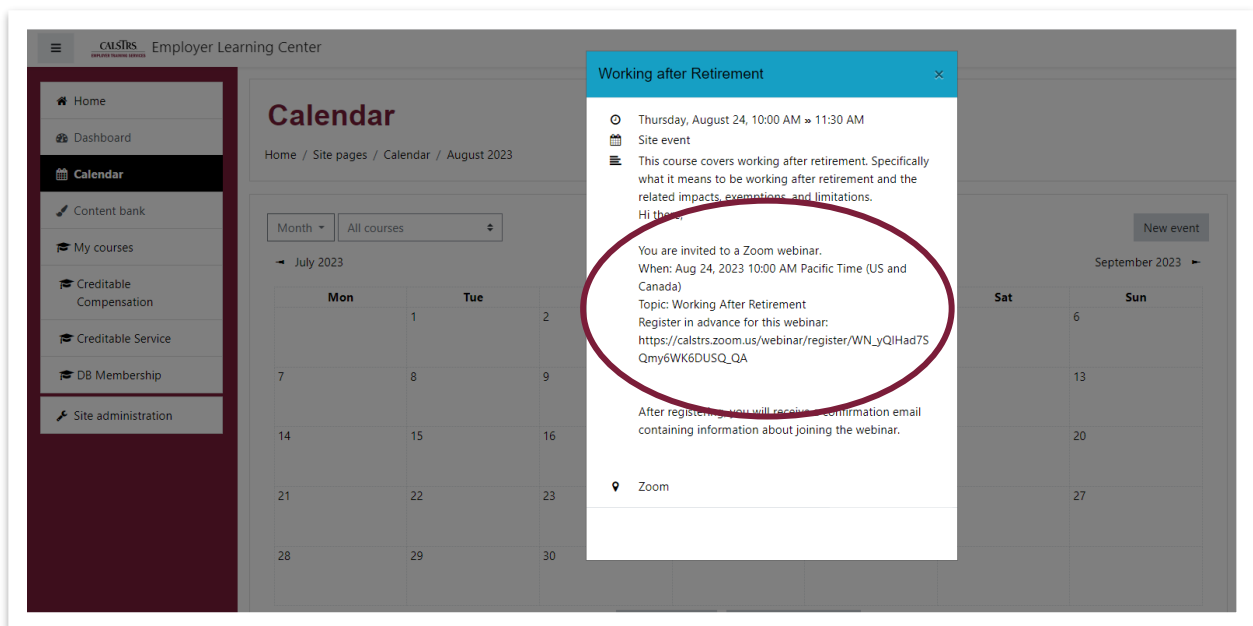 CALSTRS Employer Learning Center
EMPLOYER TRAINING SERVICES
Home
Dashboard
Calendar
Content bank
My courses
Creditable
Compensation
Creditable Service
DB Membership
Site administration
Calendar
Home / Site pages / Calendar / August 2023
Month
All courses
New event
July 2023
September 2023
Mon Tue Sat Sun
1 2 6
7 8 9 13
14 15 16 20
21 22 23 27
28 29 30
Working after Retirement ×
Thursday, August 24, 10:00 AM » 11:30 AM
Site event
This course covers working after retirement. Specifically
what it means to be working after retirement and the
related impacts, exemptions, and limitations.
Hi there,
You are invited to a Zoom webinar.
When: Aug 24, 2023 10:00 AM Pacific Time (US and
Canada)
Topic: Working After Retirement
Register in advance for this webinar:
https://calstrs.zoom.us/webinar/register/WN_yQIHad7S
Qmy6WK6DUSQ_QA
After registering, you will receive a confirmation email
containing information about joining the webinar.
Zoom